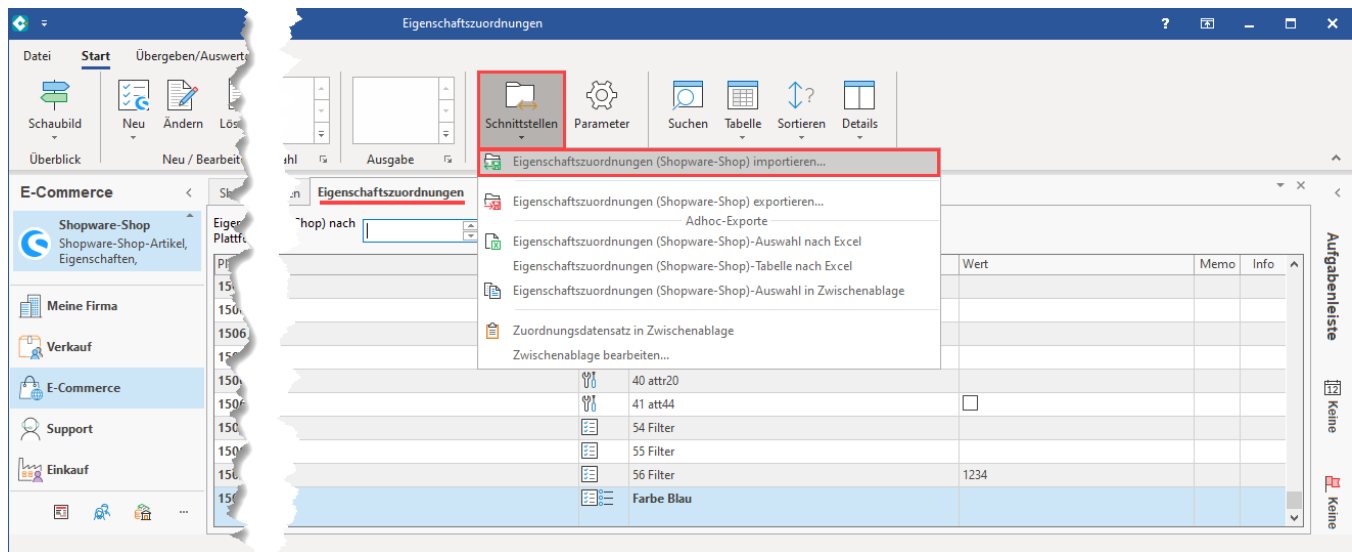 Eigenschaftszuordnungen
?
Datei Start Übergeben/Auswerte
Schaubild Neu Ändern Schnittstellen Parameter Suchen Tabelle Sortieren Details
Überblick Neu / Bearbeit Ausgabe
Eigenschaftszuordnungen (Shopware-Shop) importieren...
Eigenschaftszuordnungen (Shopware-Shop) exportieren...
Adhoc-Exporte
Eigenschaftszuordnungen (Shopware-Shop)-Auswahl nach Excel
Eigenschaftszuordnungen (Shopware-Shop)-Tabelle nach Excel
Eigenschaftszuordnungen (Shopware-Shop)-Auswahl in Zwischenablage
Zuordnungsdatensatz in Zwischenablage
Zwischenablage bearbeiten...
E-Commerce
Shopware-Shop
Shopware-Shop-Artikel,
Eigenschaften,
Meine Firma
Verkauf
E-Commerce
Support
Einkauf
...
Eigenschaftszuordnungen
hop) nach
Wert Memo Info
1506
40 attr20
41 att44
54 Filter
55 Filter
56 Filter 1234
Farbe Blau
Aufgabenleiste
12
Keine
Keine